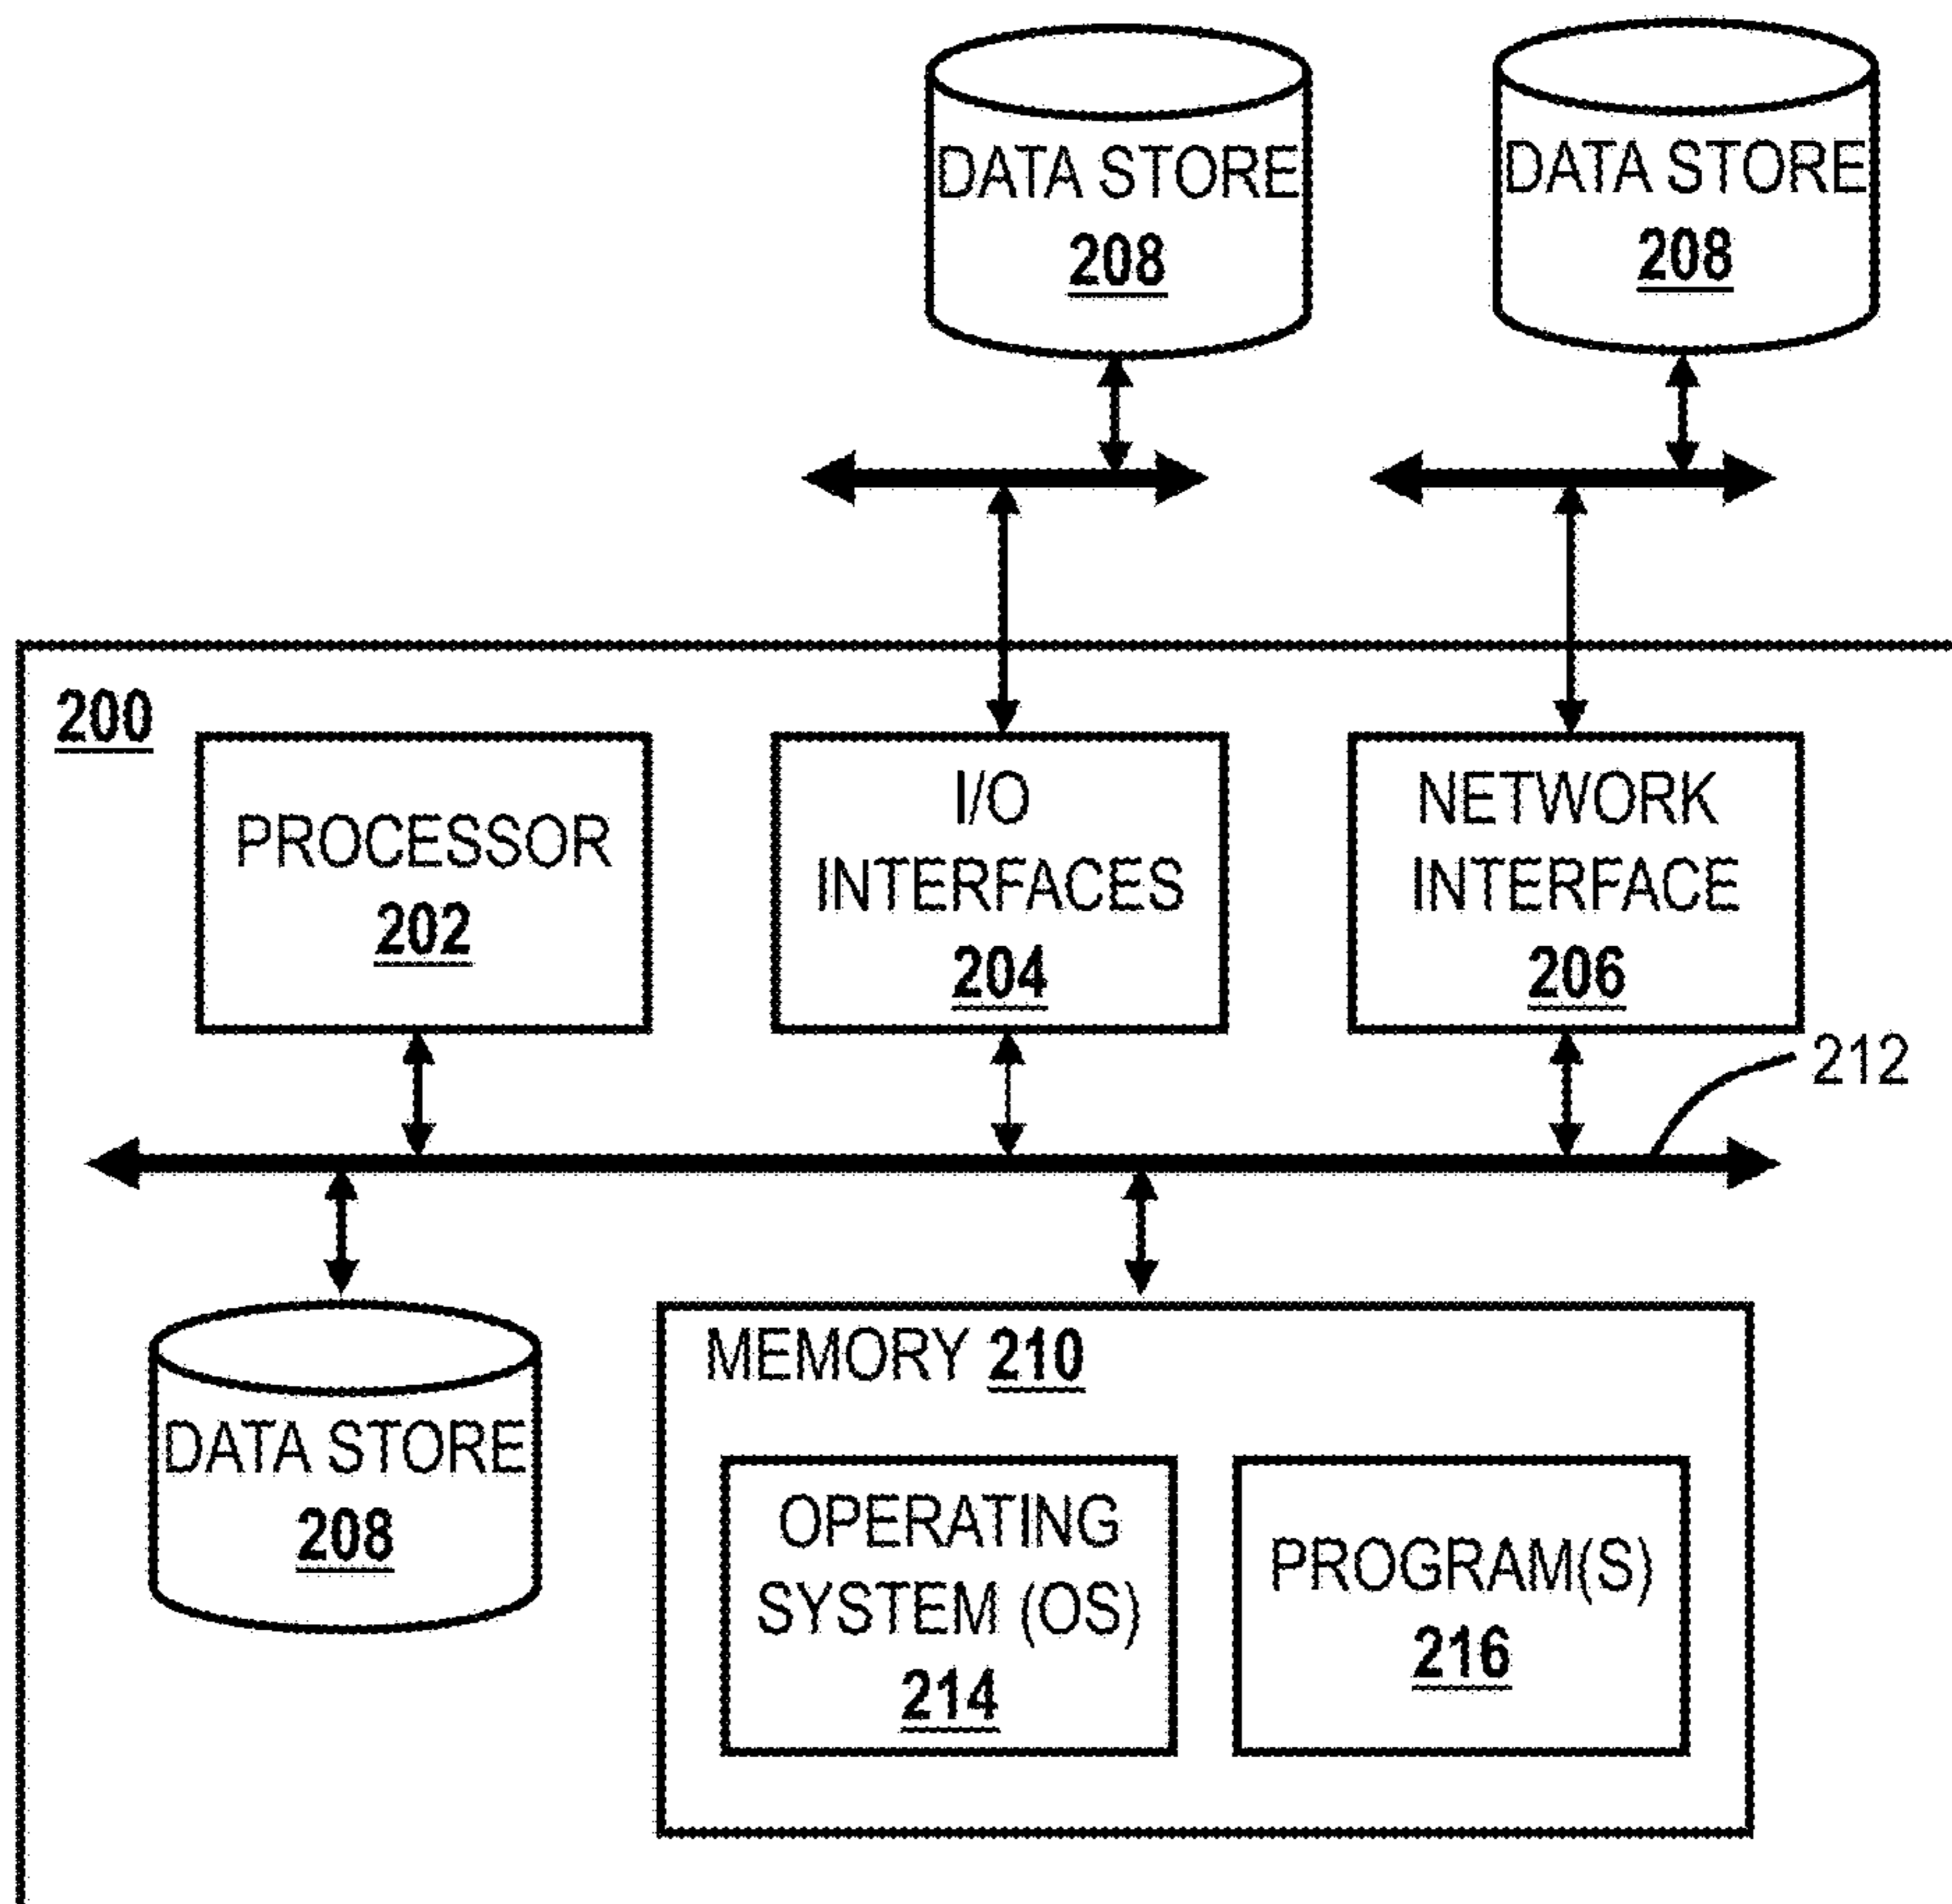 DATA STORE
208
DATA STORE
208
200
PROCESSOR
202
I/O
INTERFACES
204
NETWORK
INTERFACE
206
212
DATA STORE
208
MEMORY 210
OPERATING
SYSTEM (OS)
214
PROGRAM(S)
216